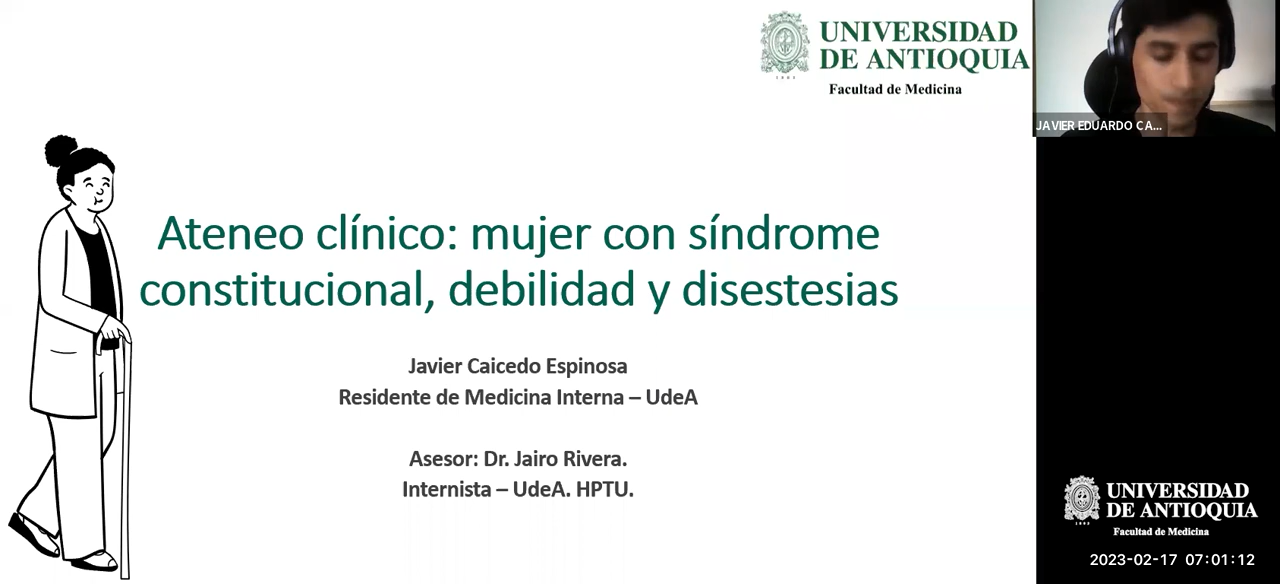 UNIVERSIDAD
DE ANTIOQUIA
1803
Facultad de Medicina
JAVIER EDUARDO CA...
Ateneo clínico: mujer con síndrome
constitucional, debilidad y disestesias
Javier Caicedo Espinosa
Residente de Medicina Interna – UdeA
Asesor: Dr. Jairo Rivera.
Internista – UdeA. HPTU.
UNIVERSIDAD
DE ANTIOQUIA
1803
Facultad de Medicina
2023-02-17 07:01:12